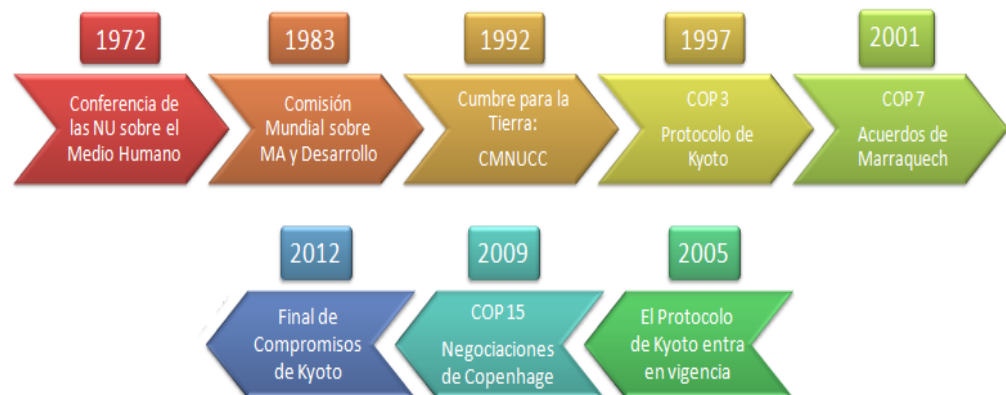 1972
Conferencia de
las NU sobre el
Medio Humano
1983
Comisión
Mundial sobre
MA y Desarrollo
1992
Cumbre para la
Tierra:
CMNUCC
1997
COP 3
Protocolo de
Kyoto
2001
COP 7
Acuerdos de
Marraquech
2005
El Protocolo
de Kyoto entra
en vigencia
2009
COP 15
Negociaciones
de Copenhage
2012
Final de
Compromisos
de Kyoto